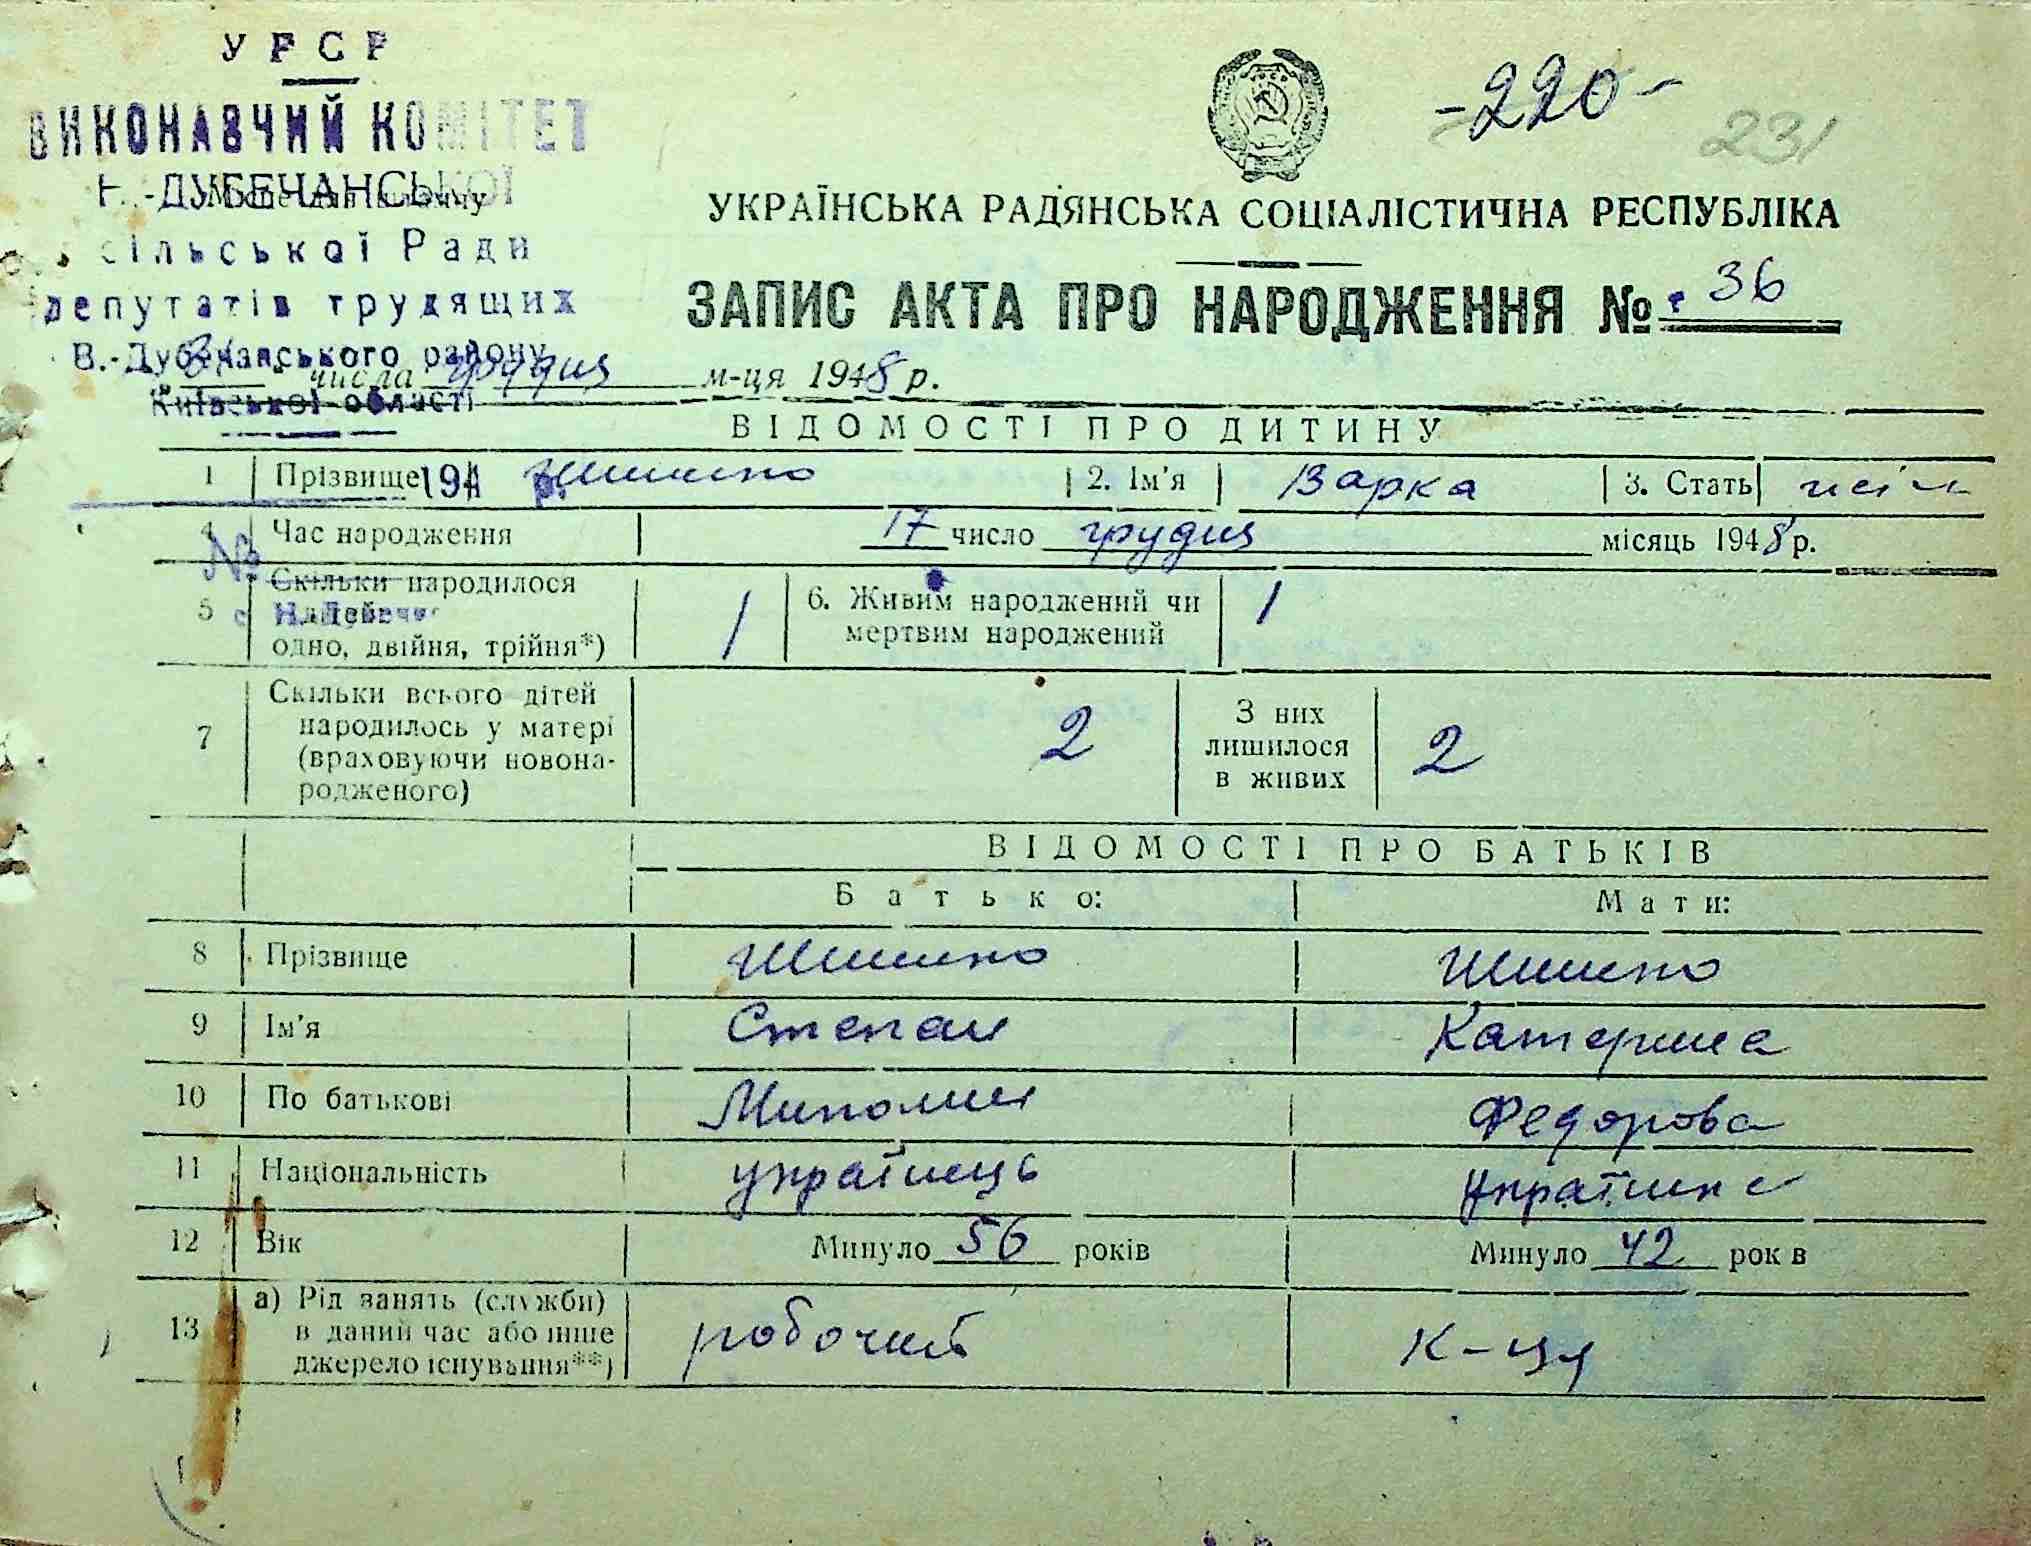 УРСР
ВИКОНАВЧИЙ КОМІТЕТ
Н.-ДУБЕЧАНСЬКОЇ
сільської Ради
депутатів трудящих
В.-Дубечанського району
Київської області
194 р.
№
с. Н.-Дубечня
-220-
231
УКРАЇНСЬКА РАДЯНСЬКА СОЦІАЛІСТИЧНА РЕСПУБЛІКА
ЗАПИС АКТА ПРО НАРОДЖЕННЯ № 36
числа грудня м-ця 1948 р.
ВІДОМОСТІ ПРО ДИТИНУ
1 Прізвище Шишко 2. Ім'я Варка 3. Стать жін
4 Час народження 17 число грудня місяць 1948 р.
5 Скільки народилося дітей: одно, двійня, трійня*) 1 6. Живим народжений чи мертвим народжений 1
7 Скільки всього дітей народилось у матері (враховуючи новонародженого) 2 З них лишилося в живих 2
ВІДОМОСТІ ПРО БАТЬКІВ
Батько: Мати:
8 Прізвище Шишко Шишко
9 Ім'я Степан Катерина
10 По батькові Федорова
11 Національність українець українка
12 Вік Минуло 56 років Минуло 42 рок в
13 а) Рід занять (служби) в даний час або інше джерело існування**) робочий к-ця